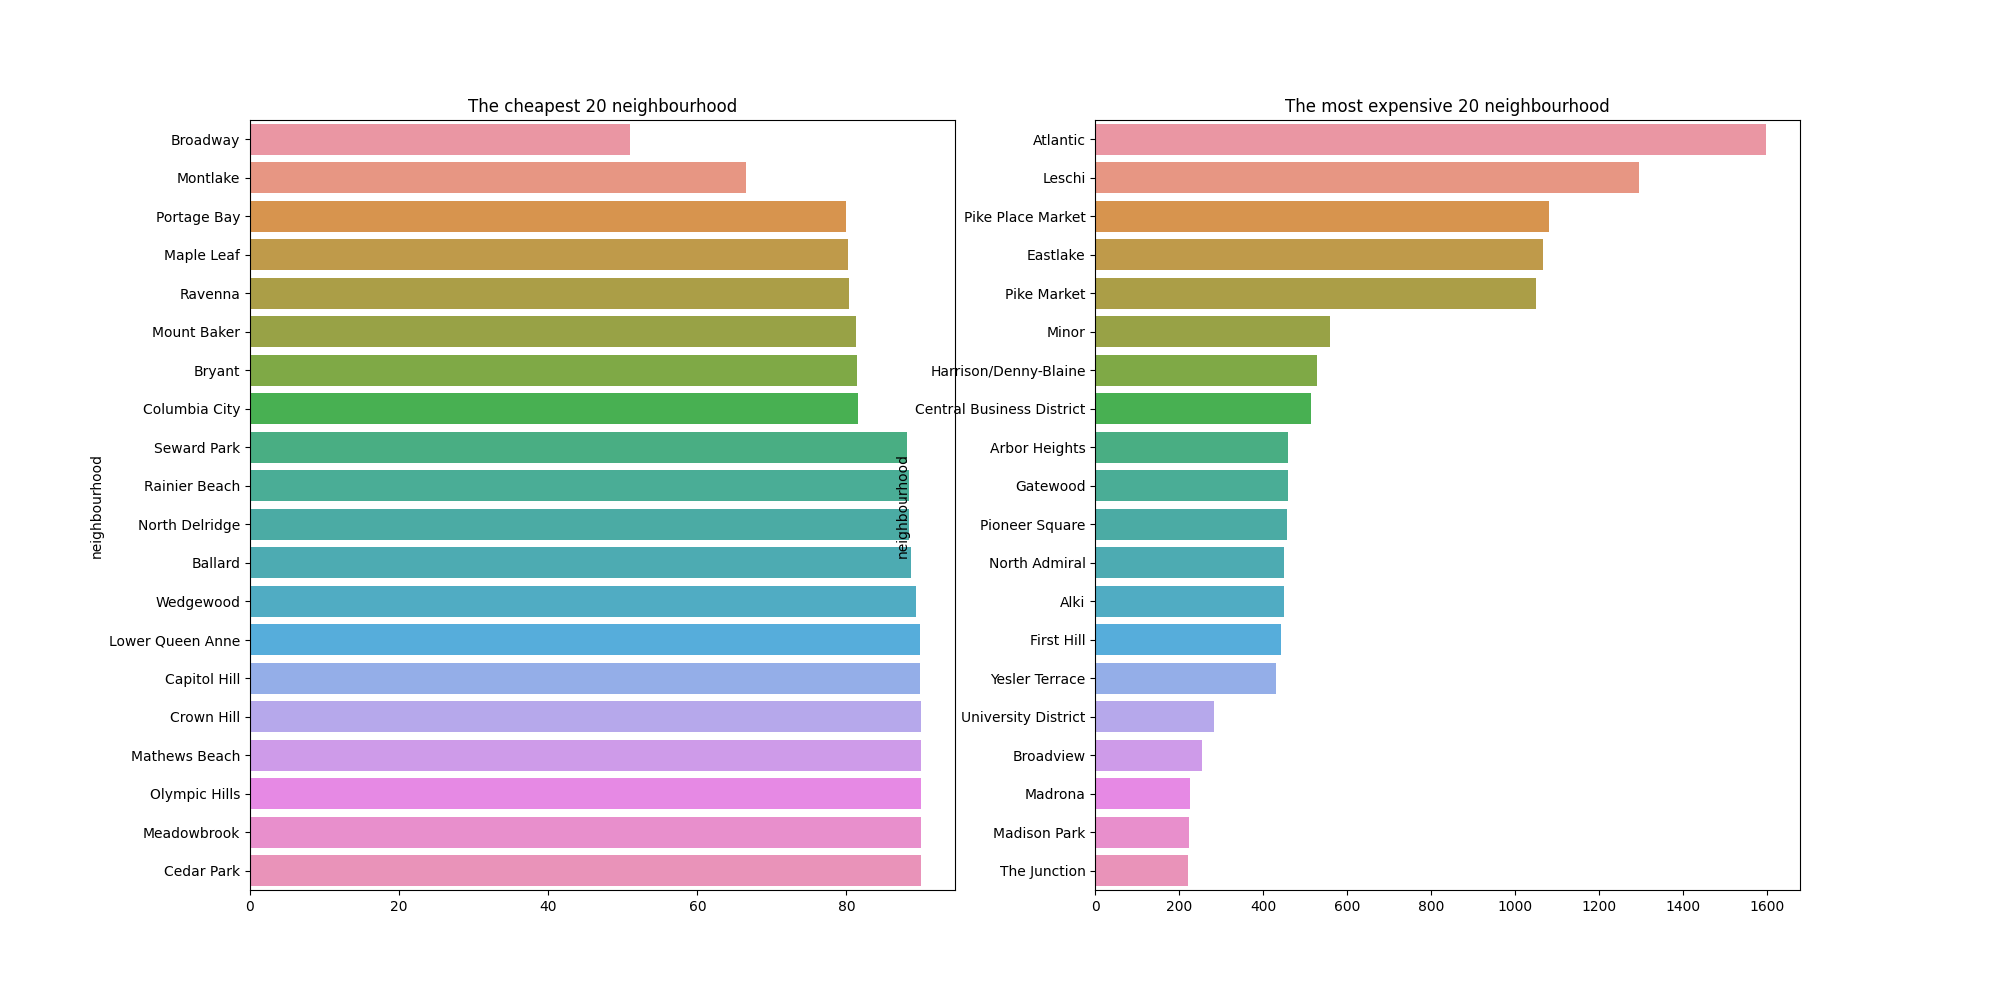 The cheapest 20 neighbourhood
neighbourhood
Broadway
Montlake
Portage Bay
Maple Leaf
Ravenna
Mount Baker
Bryant
Columbia City
Seward Park
Rainier Beach
North Delridge
Ballard
Wedgewood
Lower Queen Anne
Capitol Hill
Crown Hill
Mathews Beach
Olympic Hills
Meadowbrook
Cedar Park
0 20 40 60 80
The most expensive 20 neighbourhood
neighbourhood
Atlantic
Leschi
Pike Place Market
Eastlake
Pike Market
Minor
Harrison/Denny-Blaine
Central Business District
Arbor Heights
Gatewood
Pioneer Square
North Admiral
Alki
First Hill
Yesler Terrace
University District
Broadview
Madrona
Madison Park
The Junction
0 200 400 600 800 1000 1200 1400 1600